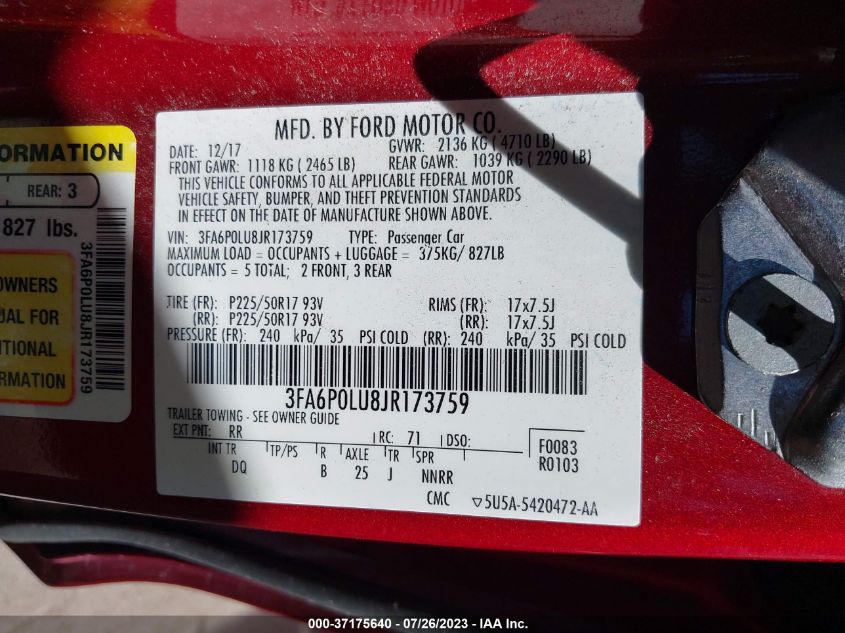 ORMATION
REAR: 3
827 lbs.
OWNERS
UAL FOR
ITIONAL
ORMATION
3FA6P0LU8JR173759
MFD. BY FORD MOTOR CO.
DATE: 12/17 GVWR: 2136 KG ( 4710 LB)
FRONT GAWR: 1118 KG ( 2465 LB) REAR GAWR: 1039 KG ( 2290 LB)
THIS VEHICLE CONFORMS TO ALL APPLICABLE FEDERAL MOTOR
VEHICLE SAFETY, BUMPER, AND THEFT PREVENTION STANDARDS
IN EFFECT ON THE DATE OF MANUFACTURE SHOWN ABOVE.
VIN: 3FA6P0LU8JR173759 TYPE: Passenger Car
MAXIMUM LOAD = OCCUPANTS + LUGGAGE = 375KG/ 827LB
OCCUPANTS = 5 TOTAL; 2 FRONT, 3 REAR
TIRE (FR): P225/50R17 93V RIMS (FR): 17x7.5J
(RR): P225/50R17 93V (RR): 17x7.5J
PRESSURE (FR): 240 kPa/ 35 PSI COLD (RR): 240 kPa/ 35 PSI COLD
3FA6P0LU8JR173759
TRAILER TOWING - SEE OWNER GUIDE
EXT PNT: RR RC: 71 DSO: F0083
INT TR TP/PS R AXLE TR SPR R0103
DQ B 25 J NNRR
CMC ▽5U5A-5420472-AA
000-37175640 - 07/26/2023 - IAA Inc.